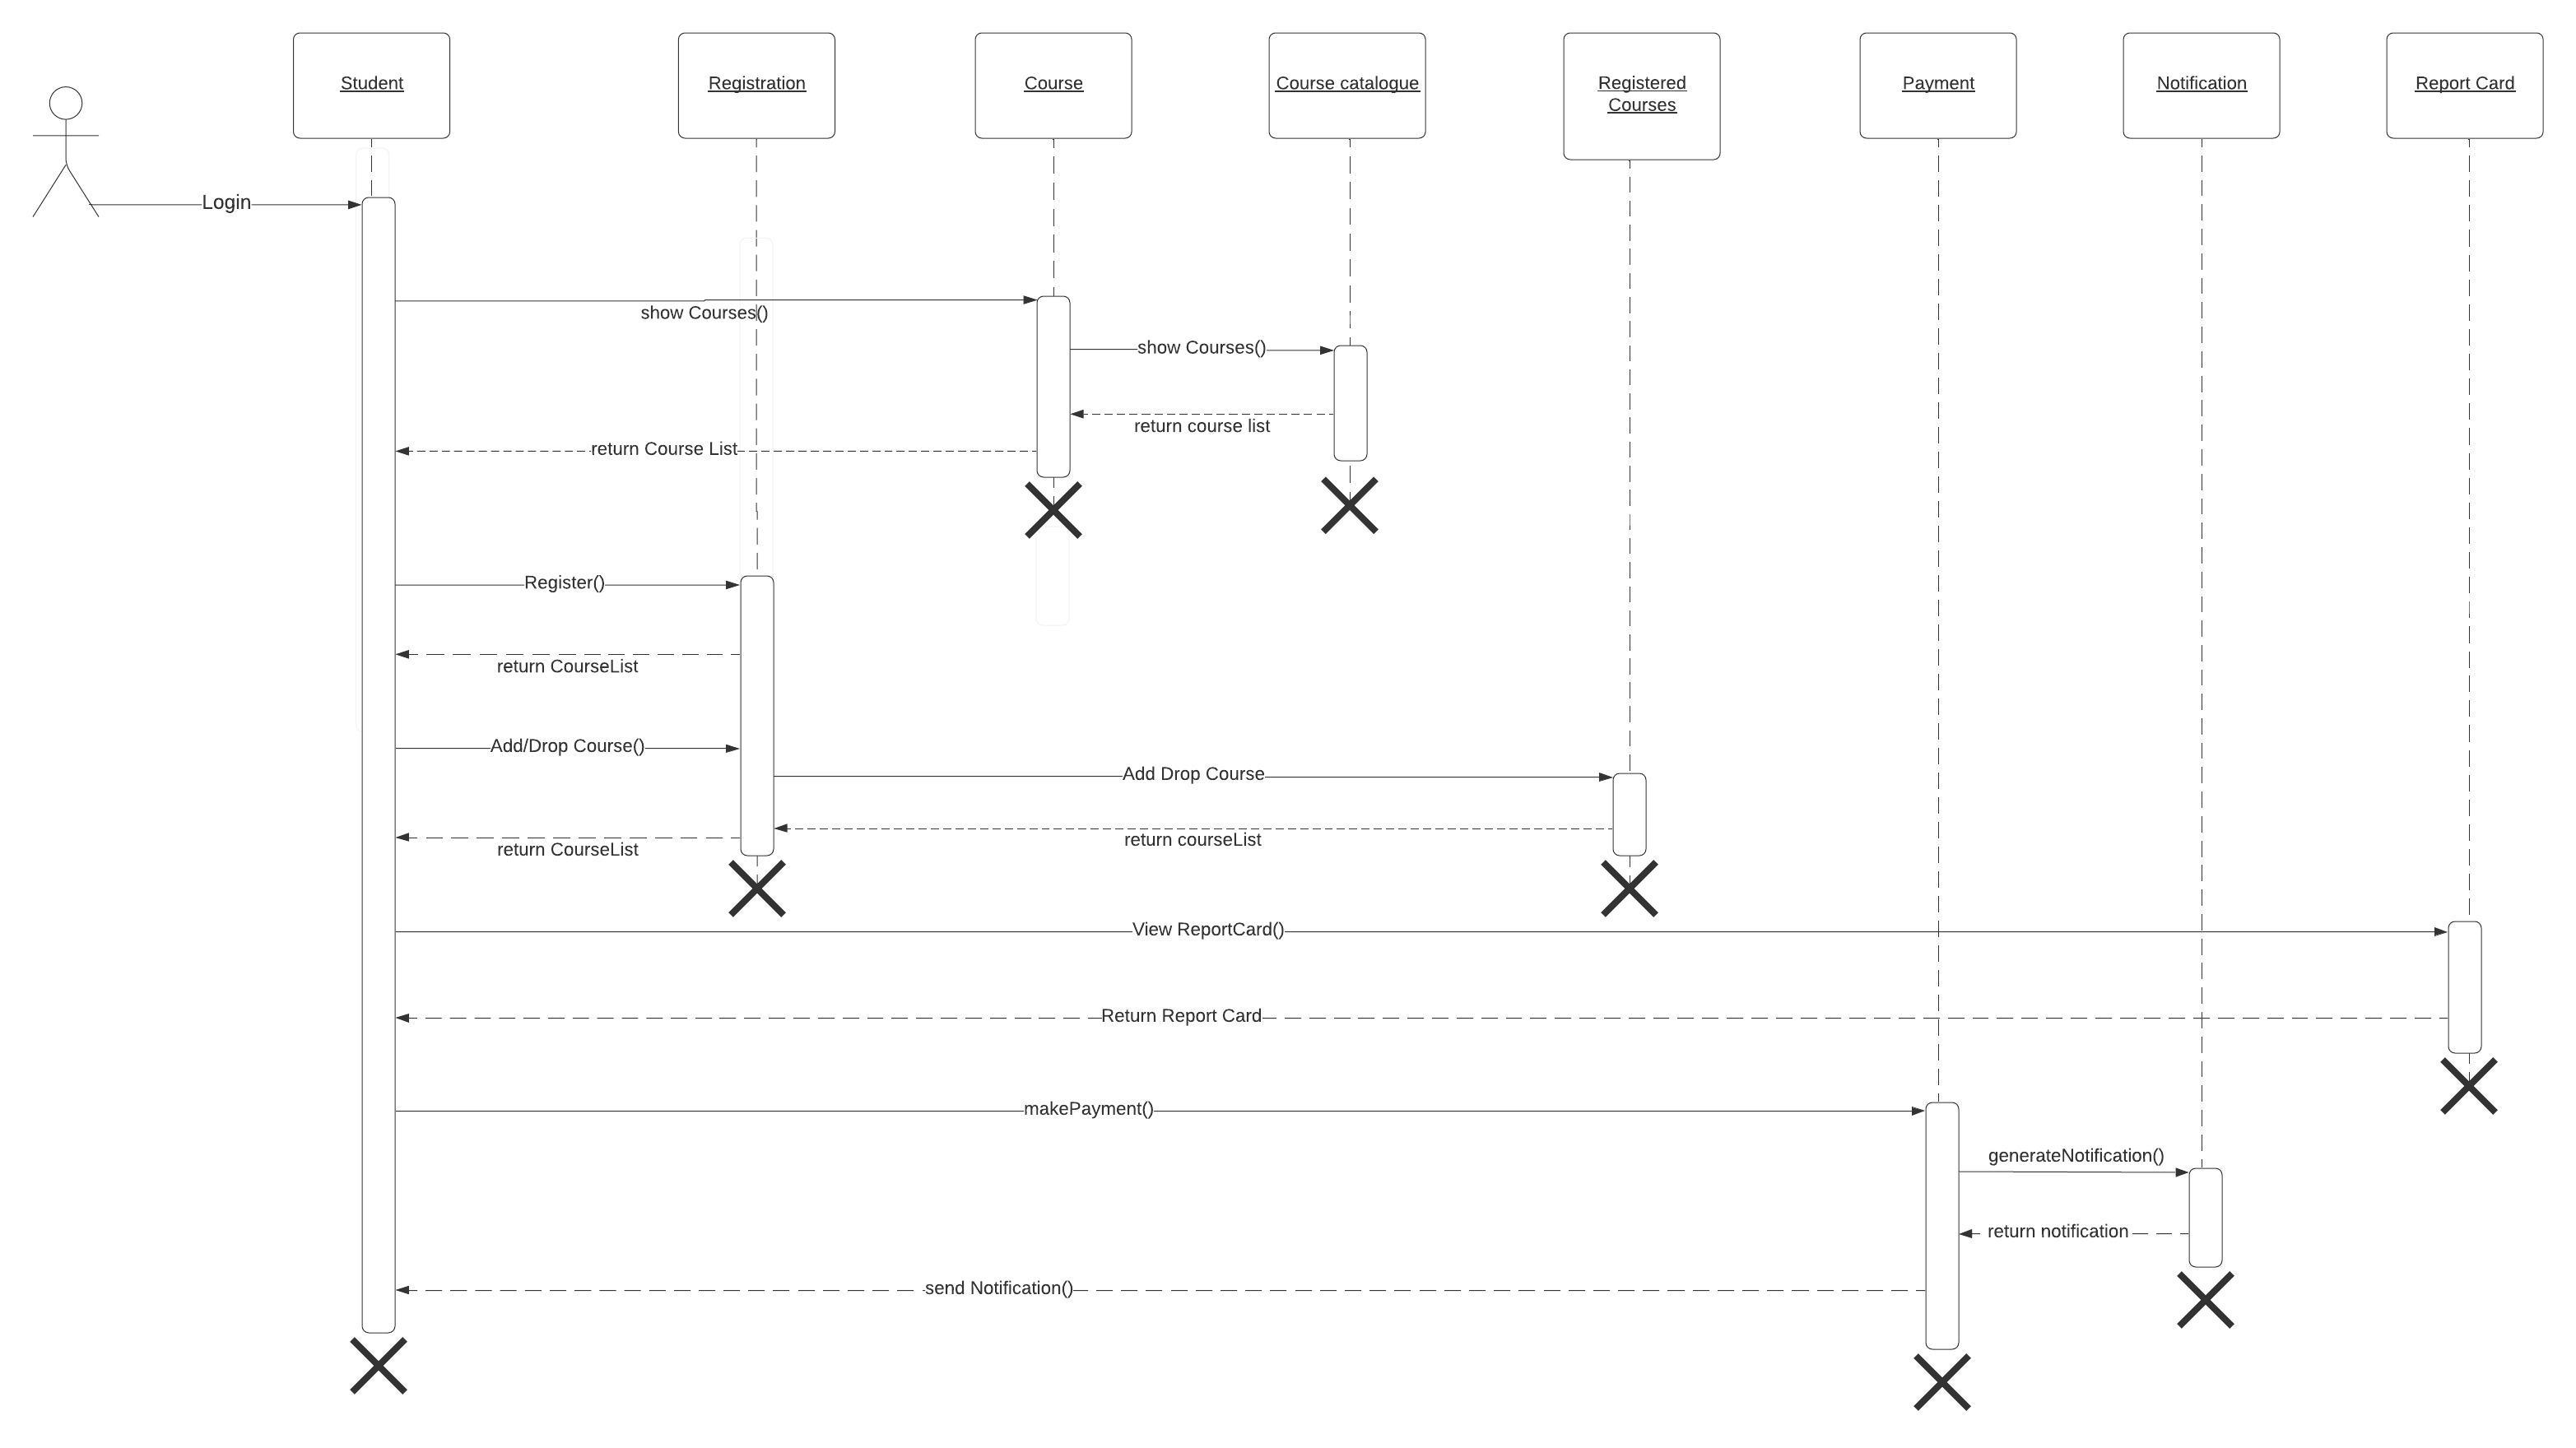 Student
Registration
Course
Course catalogue
Registered
Courses
Payment
Notification
Report Card
Login
show Courses()
show Courses()
return course list
return Course List
Register()
return CourseList
Add/Drop Course()
Add Drop Course
return courseList
return CourseList
View ReportCard()
Return Report Card
makePayment()
generateNotification()
return notification
send Notification()